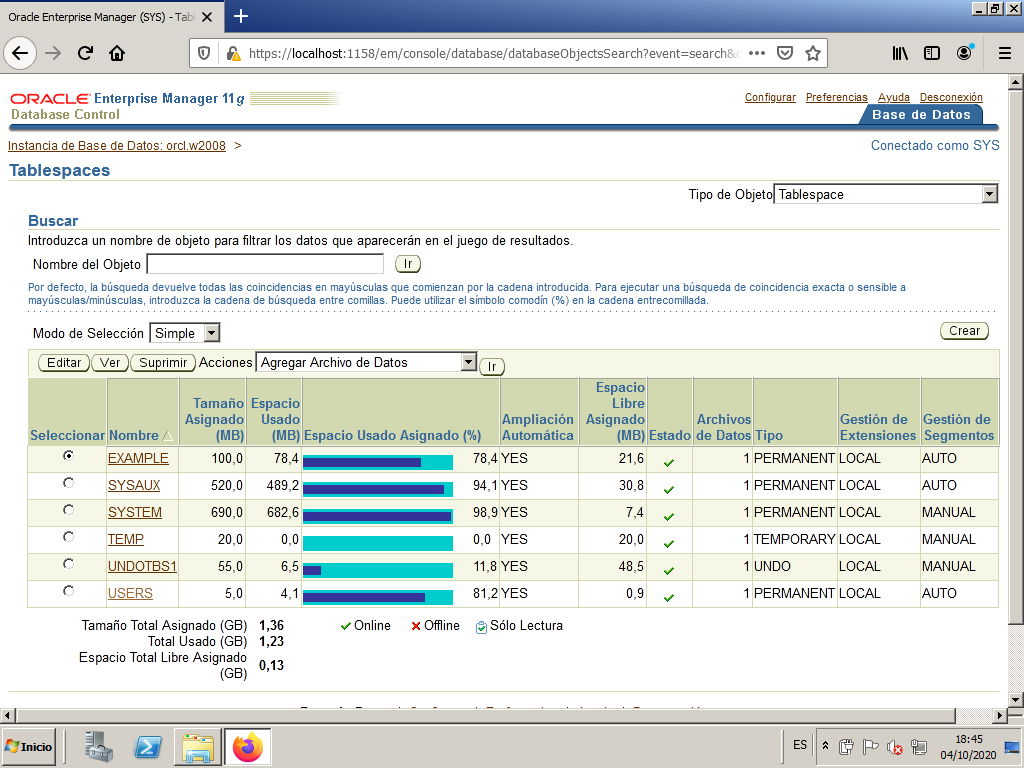 Oracle Enterprise Manager (SYS) - Tabl
https://localhost:1158/em/console/database/databaseObjectsSearch?event=search&c
ORACLE Enterprise Manager 11g
Database Control
Configurar Preferencias Ayuda Desconexión
Base de Datos
Instancia de Base de Datos: orcl.w2008 >
Conectado como SYS
Tablespaces
Tipo de Objeto Tablespace
Buscar
Introduzca un nombre de objeto para filtrar los datos que aparecerán en el juego de resultados.
Nombre del Objeto Ir
Por defecto, la búsqueda devuelve todas las coincidencias en mayúsculas que comienzan por la cadena introducida. Para ejecutar una búsqueda de coincidencia exacta o sensible a
mayúsculas/minúsculas, introduzca la cadena de búsqueda entre comillas. Puede utilizar el símbolo comodín (%) en la cadena entrecomillada.
Modo de Selección Simple
Crear
Editar Ver Suprimir Acciones Agregar Archivo de Datos Ir
Seleccionar Nombre Tamaño Asignado (MB) Espacio Usado (MB) Espacio Usado Asignado (%) Ampliación Automática Espacio Libre Asignado (MB) Estado Archivos de Datos Tipo Gestión de Extensiones Gestión de Segmentos
EXAMPLE 100,0 78,4 78,4 YES 21,6 1 PERMANENT LOCAL AUTO
SYSAUX 520,0 489,2 94,1 YES 30,8 1 PERMANENT LOCAL AUTO
SYSTEM 690,0 682,6 98,9 YES 7,4 1 PERMANENT LOCAL MANUAL
TEMP 20,0 0,0 0,0 YES 20,0 1 TEMPORARY LOCAL MANUAL
UNDOTBS1 55,0 6,5 11,8 YES 48,5 1 UNDO LOCAL MANUAL
USERS 5,0 4,1 81,2 YES 0,9 1 PERMANENT LOCAL AUTO
Tamaño Total Asignado (GB) 1,36
Total Usado (GB) 1,23
Espacio Total Libre Asignado (GB) 0,13
Online Offline Sólo Lectura
Inicio
ES
18:45
04/10/2020